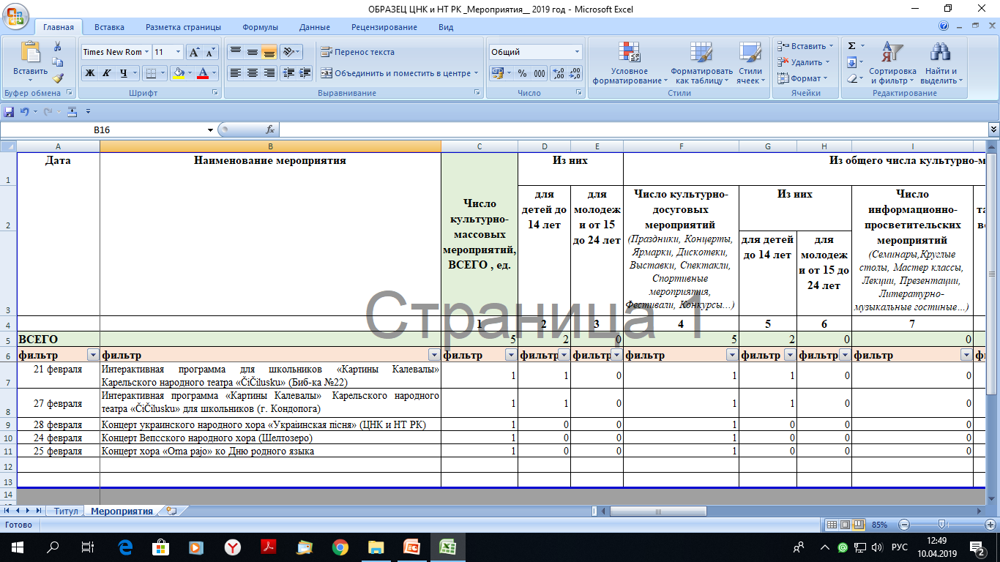 ОБРАЗЕЦ ЦНК и НТ РК _Мероприятия__ 2019 год - Microsoft Excel
Главная Вставка Разметка страницы Формулы Данные Рецензирование Вид
Вставить
Буфер обмена
Times New Rom 11
Ж К Ч А
Шрифт
Перенос текста
Объединить и поместить в центре
Выравнивание
Общий
% 000
Число
Условное форматирование
Форматировать как таблицу
Стили ячеек
Стили
Вставить
Удалить
Формат
Ячейки
Σ
Сортировка и фильтр
Найти и выделить
Редактирование
B16 fx
A B C D E F G H I
1 2 3 4 5 6 7 8 9 10 11 12 13 14
Дата
Наименование мероприятия
Число
культурно-
массовых
мероприятий,
ВСЕГО , ед.
Из них
для
детей до
14 лет
для
молодеж
и от 15
до 24 лет
Из общего числа культурно-м
Число культурно-
досуговых
мероприятий
(Праздники, Концерты,
Ярмарки, Дискотеки,
Выставки, Спектакли,
Спортивные
мероприятия,
Фестивали, Конкурсы…)
Из них
для детей
до 14 лет
для
молодеж
и от 15 до
24 лет
Число
информационно-
просветительских
мероприятий
(Семинары,Круглые
столы, Мастер классы,
Лекции, Презентации,
Литературно-
музыкальные гостиные…)
Страница 1
1 2 3 4 5 6 7
ВСЕГО 5 2 0 5 2 0 0
фильтр фильтр фильтр фильтр фильтр фильтр фильтр фильтр фильтр
21 февраля Интерактивная программа для школьников «Картины Калевалы»
Карельского народного театра «ČiČilusku» (Биб-ка №22) 1 1 0 1 1 0 0
27 февраля Интерактивная программа «Картины Калевалы» Карельского народного
театра «ČiČilusku» для школьников (г. Кондопога) 1 1 0 1 1 0 0
28 февраля Концерт украинского народного хора «Украiинская пiсня» (ЦНК и НТ РК) 1 0 0 1 0 0 0
24 февраля Концерт Вепсского народного хора (Шелтозеро) 1 0 0 1 0 0 0
25 февраля Концерт хора «Oma pajo» ко Дню родного языка 1 0 0 1 0 0 0
Титул Мероприятия
Готово 85%
РУС 12:49
10.04.2019 2